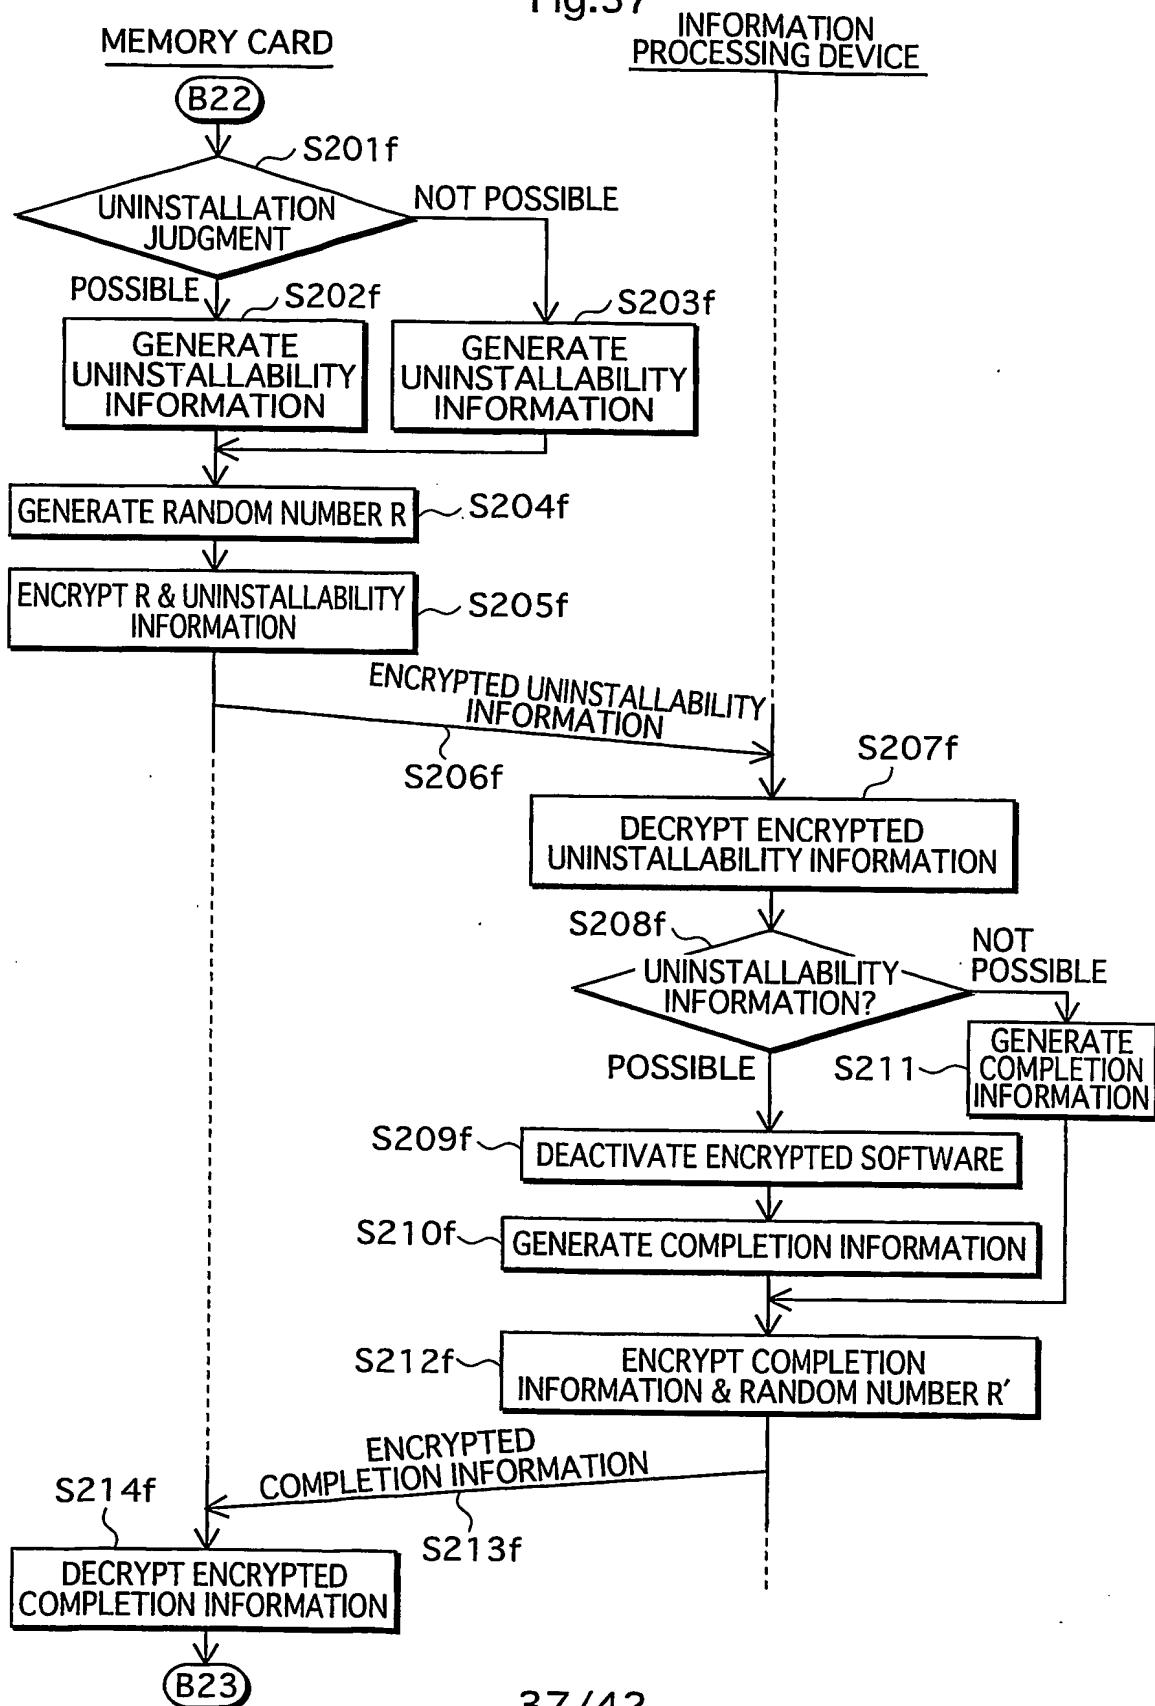 Fig.37
MEMORY CARD
INFORMATION
PROCESSING DEVICE
B22
S201f
UNINSTALLATION
JUDGMENT
NOT POSSIBLE
POSSIBLE
S202f
S203f
GENERATE
UNINSTALLABILITY
INFORMATION
GENERATE
UNINSTALLABILITY
INFORMATION
GENERATE RANDOM NUMBER R
S204f
ENCRYPT R & UNINSTALLABILITY
INFORMATION
S205f
ENCRYPTED UNINSTALLABILITY
INFORMATION
S206f
S207f
DECRYPT ENCRYPTED
UNINSTALLABILITY INFORMATION
S208f
UNINSTALLABILITY
INFORMATION?
NOT
POSSIBLE
POSSIBLE
S211
GENERATE
COMPLETION
INFORMATION
S209f
DEACTIVATE ENCRYPTED SOFTWARE
S210f
GENERATE COMPLETION INFORMATION
S212f
ENCRYPT COMPLETION
INFORMATION & RANDOM NUMBER R′
ENCRYPTED
COMPLETION INFORMATION
S213f
S214f
DECRYPT ENCRYPTED
COMPLETION INFORMATION
B23
37/42